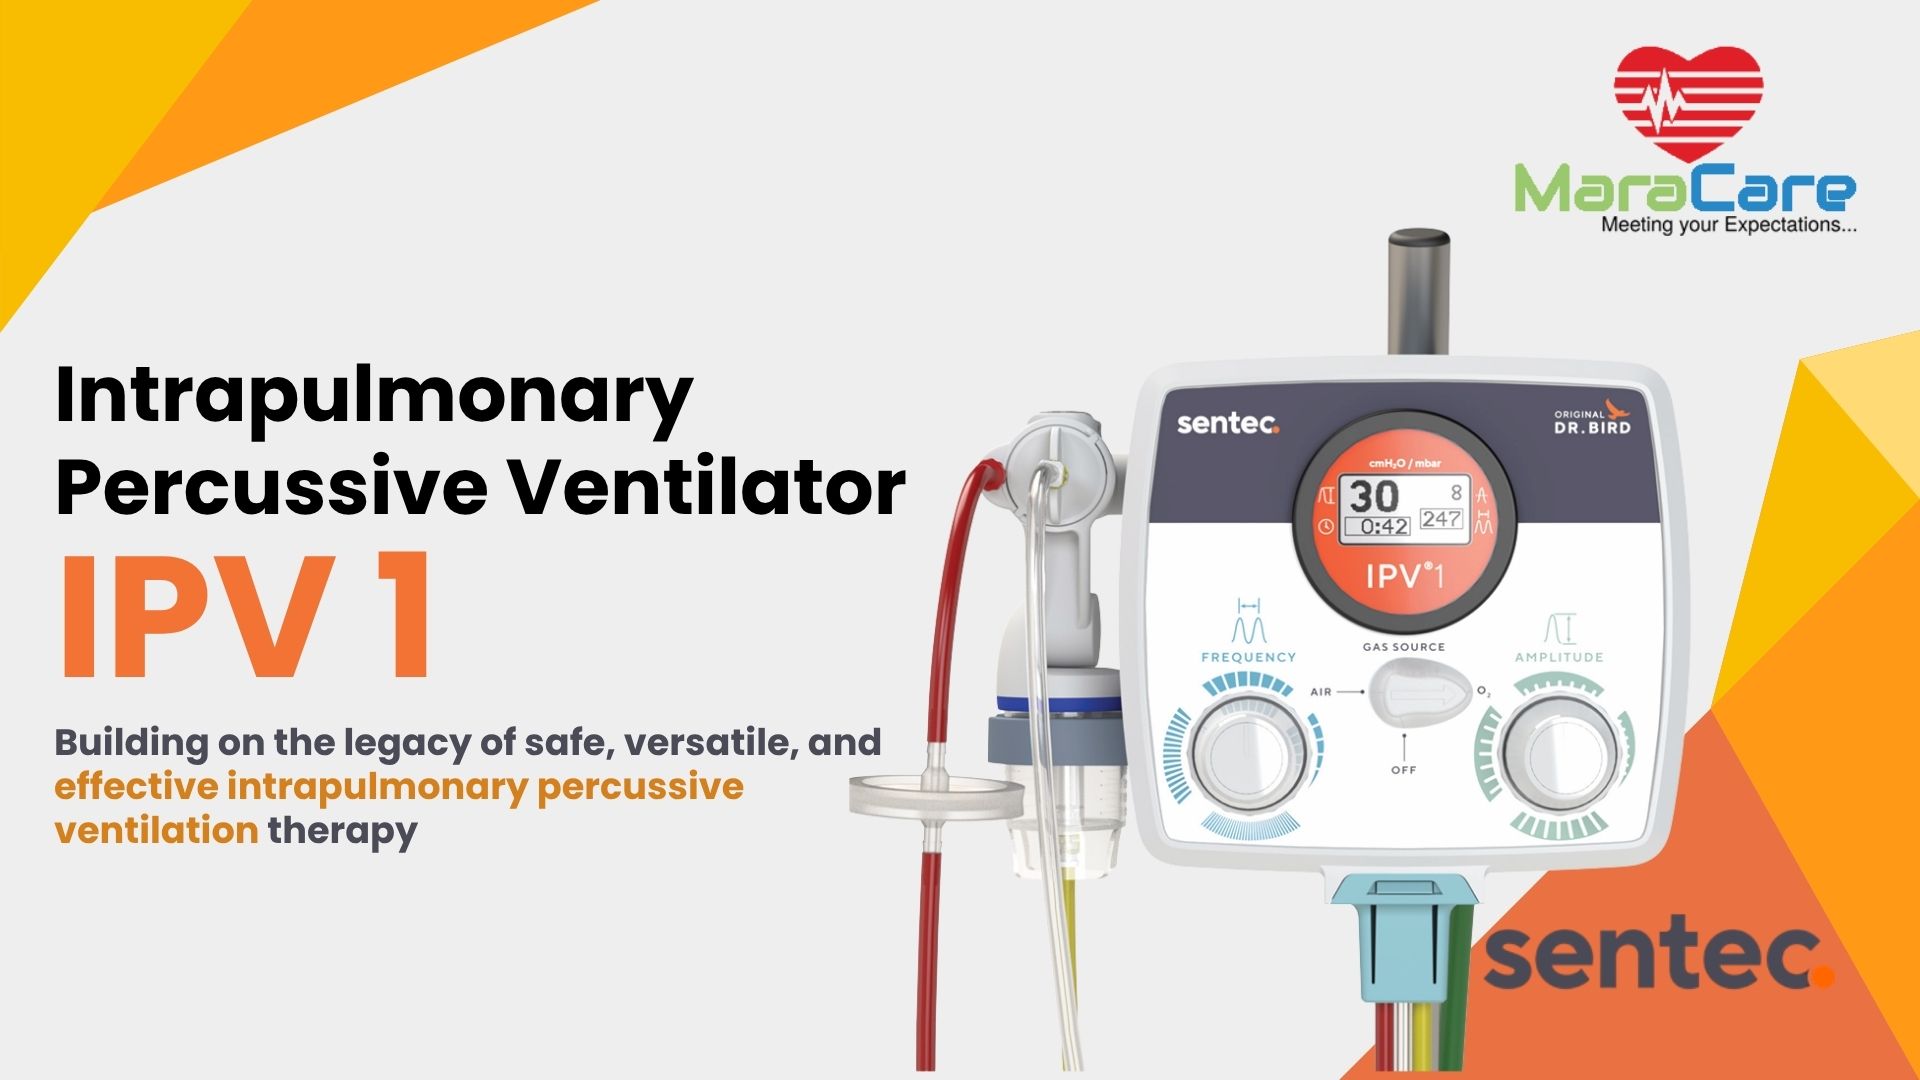 MaraCare
Meeting your Expectations...
Intrapulmonary
Percussive Ventilator
IPV 1
Building on the legacy of safe, versatile, and
effective intrapulmonary percussive
ventilation therapy
sentec.
ORIGINAL
DR.BIRD
cmH₂O / mbar
30
8
0:42
247
IPV®1
FREQUENCY
GAS SOURCE
AMPLITUDE
AIR
O₂
OFF
sentec.